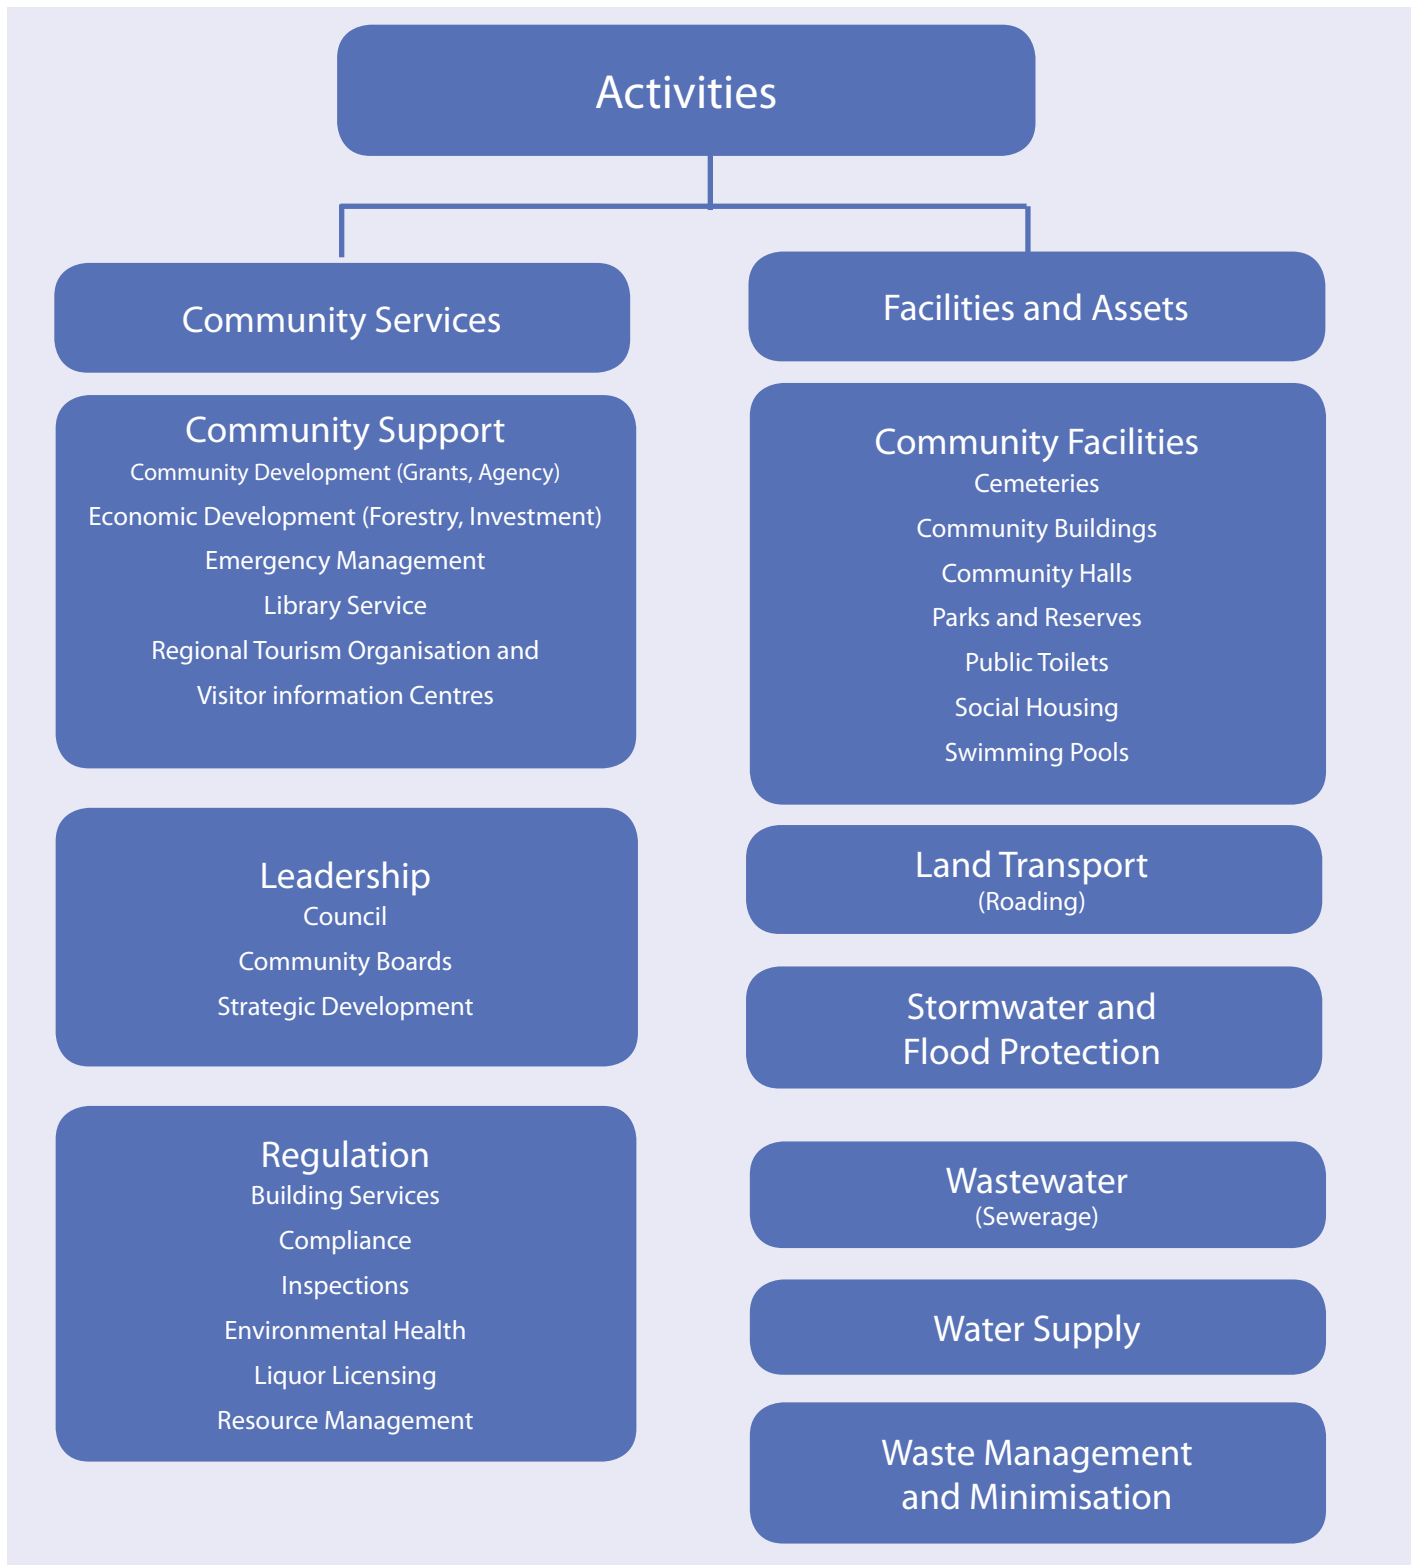 Activities
Community Services
Community Support
Community Development (Grants, Agency)
Economic Development (Forestry, Investment)
Emergency Management
Library Service
Regional Tourism Organisation and
Visitor information Centres
Leadership
Council
Community Boards
Strategic Development
Regulation
Building Services
Compliance
Inspections
Environmental Health
Liquor Licensing
Resource Management
Facilities and Assets
Community Facilities
Cemeteries
Community Buildings
Community Halls
Parks and Reserves
Public Toilets
Social Housing
Swimming Pools
Land Transport
(Roading)
Stormwater and
Flood Protection
Wastewater
(Sewerage)
Water Supply
Waste Management
and Minimisation